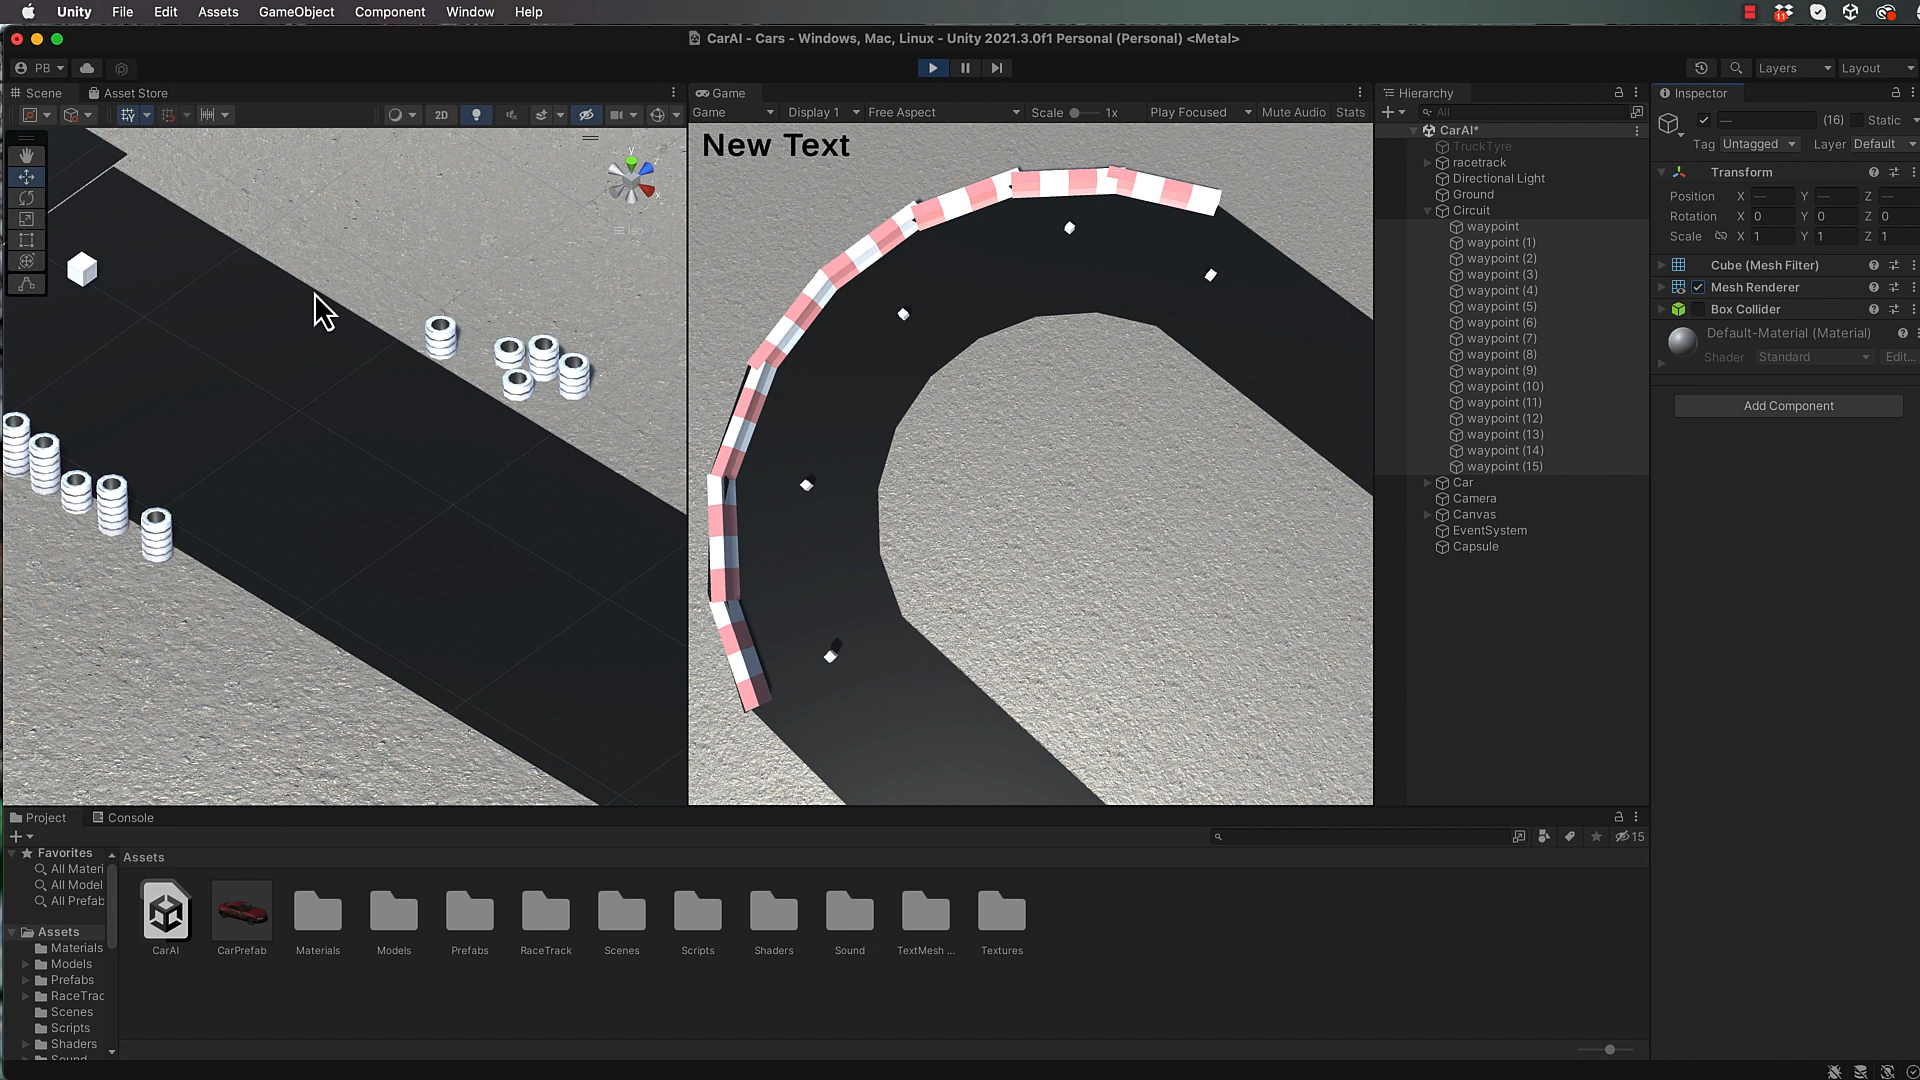 Unity File Edit Assets GameObject Component Window Help
11
CarAI - Cars - Windows, Mac, Linux - Unity 2021.3.0f1 Personal (Personal) <Metal>
PB
Layers Layout
Scene Asset Store
Game
Hierarchy
Inspector
2D
Game Display 1 Free Aspect Scale 1x Play Focused Mute Audio Stats
All
New Text
y
z
x
Iso
CarAI*
TruckTyre
racetrack
Directional Light
Ground
Circuit
waypoint
waypoint (1)
waypoint (2)
waypoint (3)
waypoint (4)
waypoint (5)
waypoint (6)
waypoint (7)
waypoint (8)
waypoint (9)
waypoint (10)
waypoint (11)
waypoint (12)
waypoint (13)
waypoint (14)
waypoint (15)
Car
Camera
Canvas
EventSystem
Capsule
— (16) Static
Tag Untagged Layer Default
Transform
Position X — Y — Z —
Rotation X 0 Y 0 Z 0
Scale X 1 Y 1 Z 1
Cube (Mesh Filter)
Mesh Renderer
Box Collider
Default-Material (Material)
Shader Standard Edit...
Add Component
Project Console
15
Favorites
All Materi
All Model
All Prefab
Assets
Materials
Models
Prefabs
RaceTrac
Scenes
Scripts
Shaders
Sound
Assets
CarAI CarPrefab Materials Models Prefabs RaceTrack Scenes Scripts Shaders Sound TextMesh ... Textures